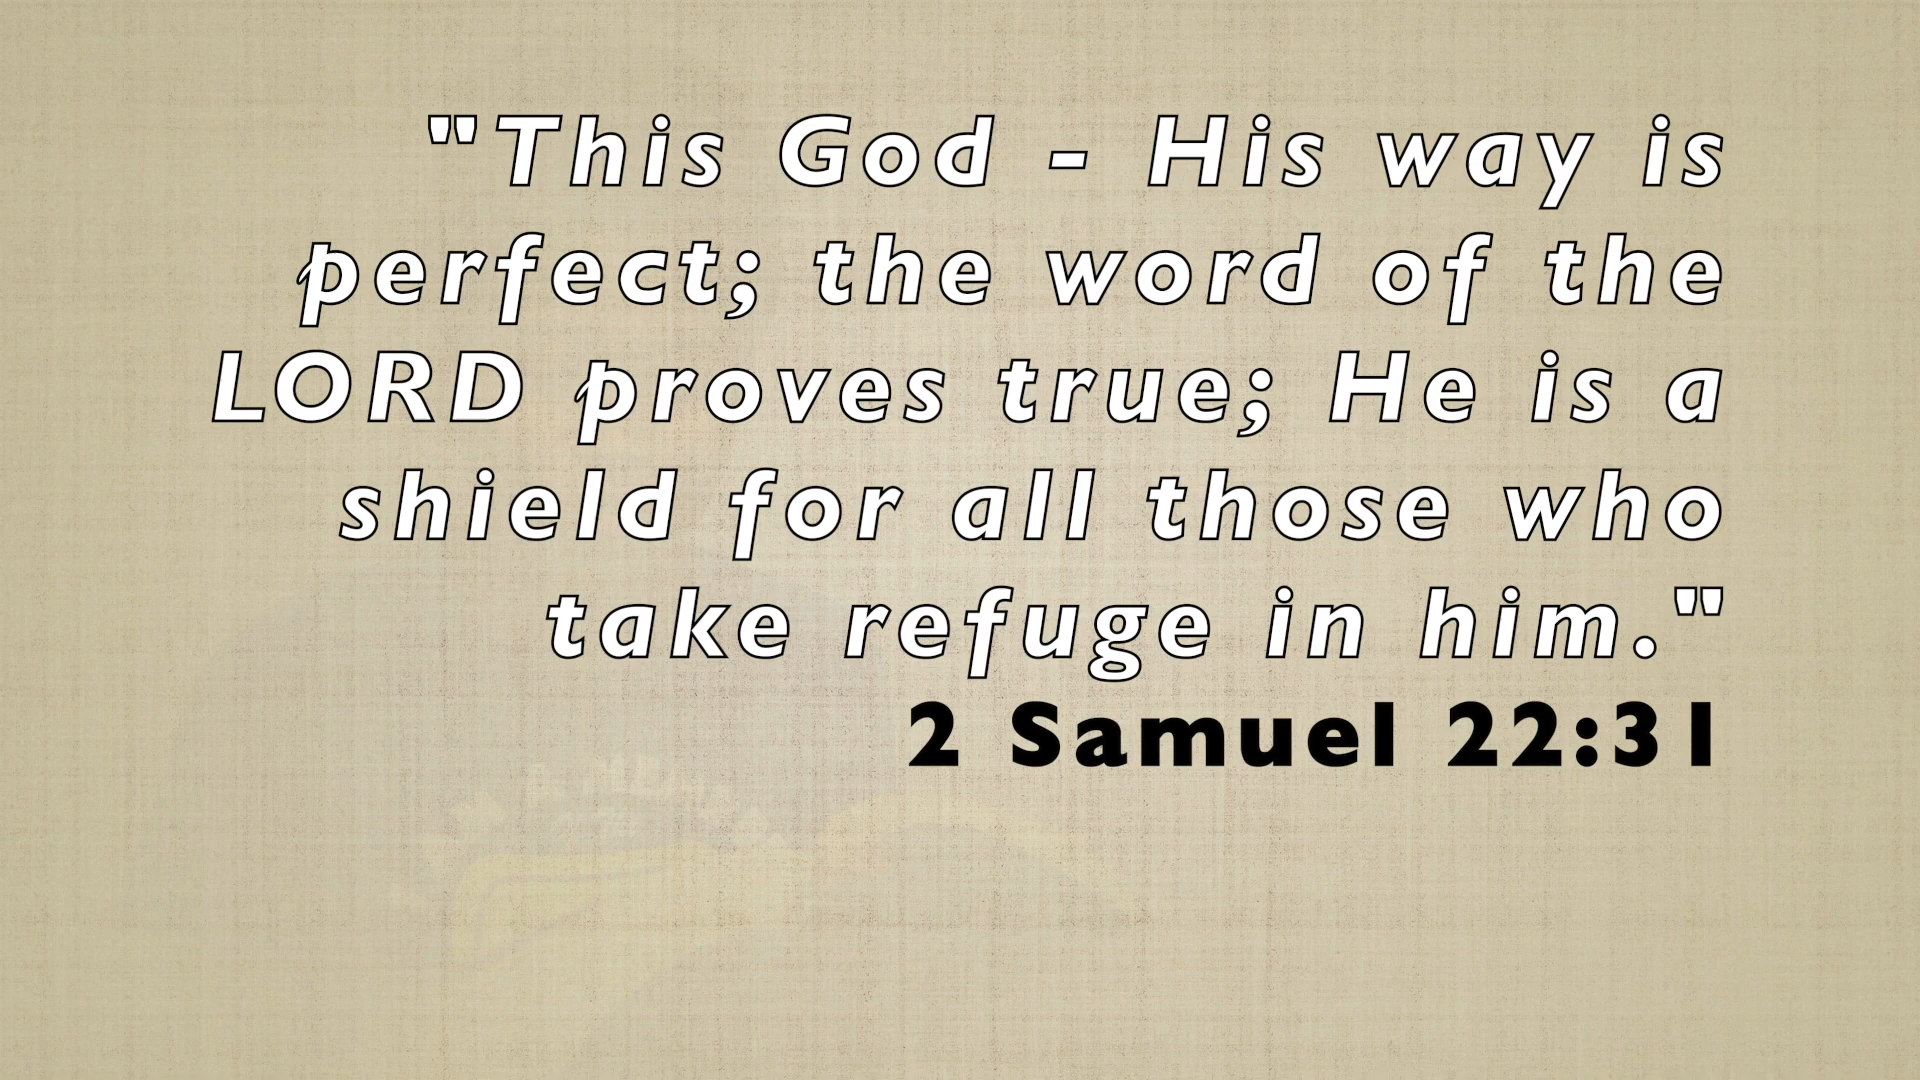 "This God - His way is
perfect; the word of the
LORD proves true; He is a
shield for all those who
take refuge in him."
2 Samuel 22:31